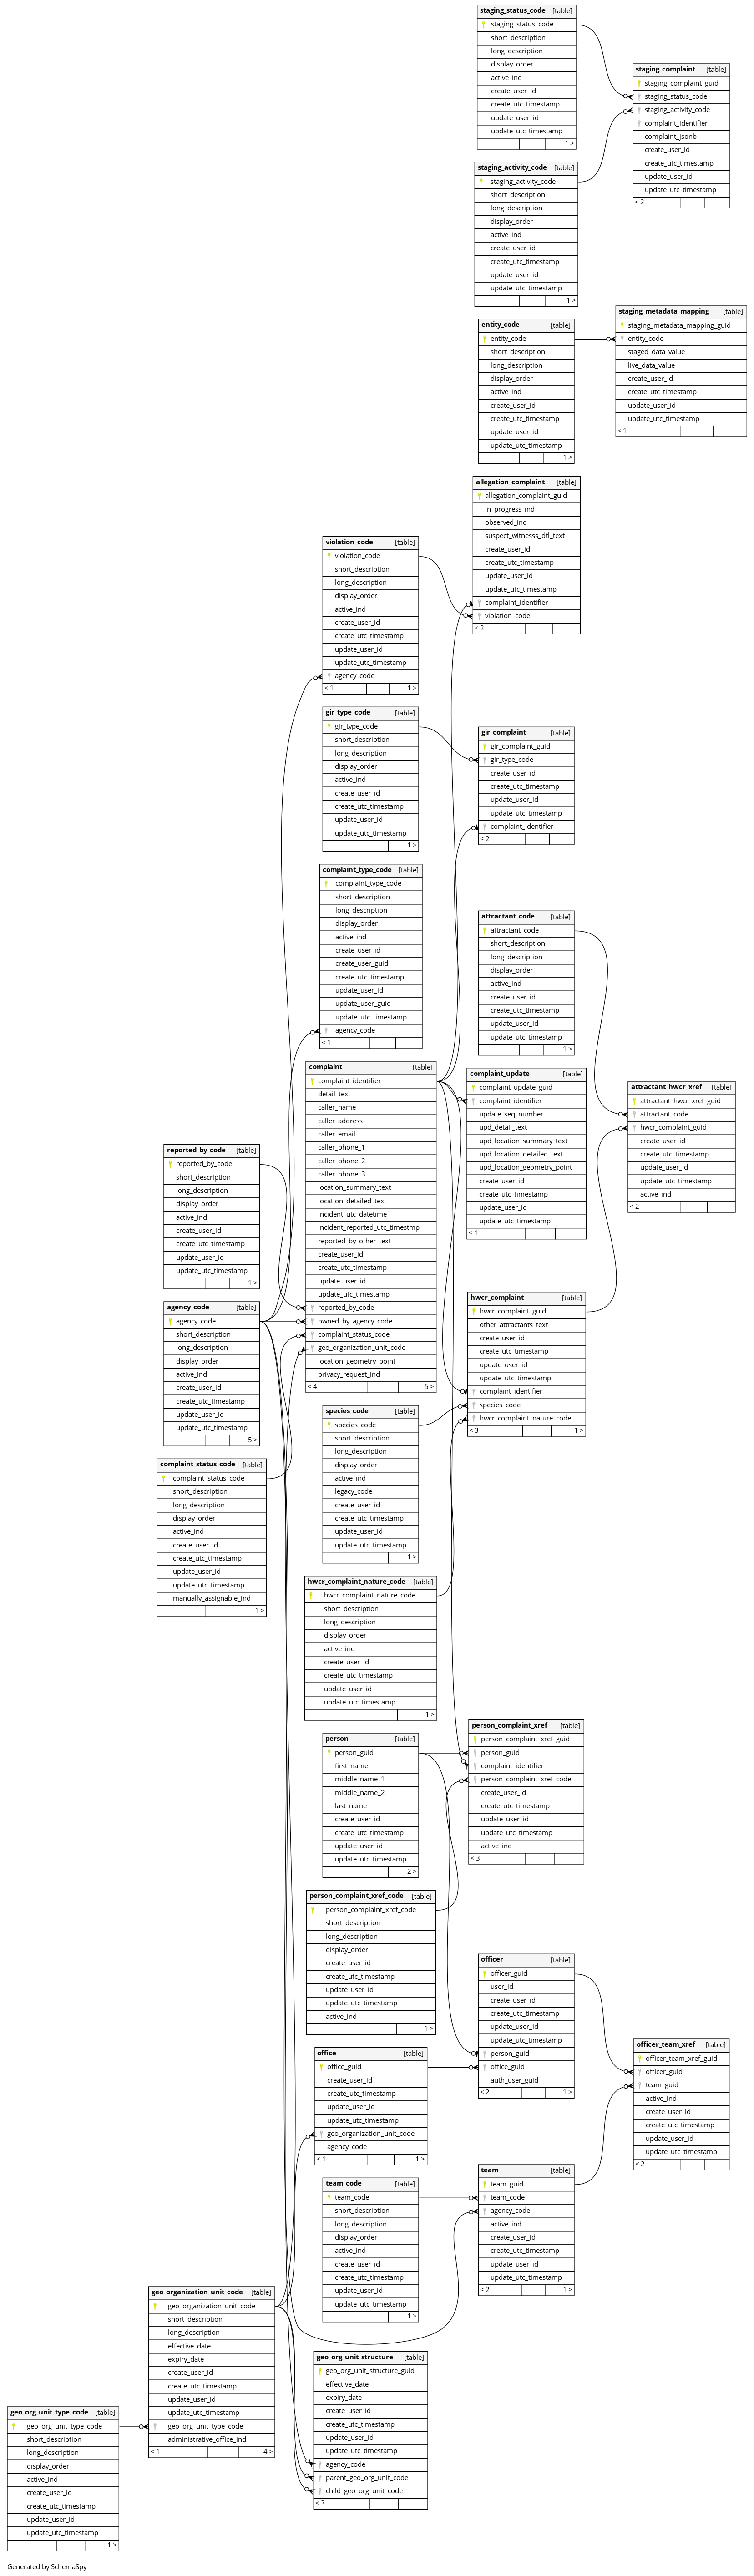 staging_status_code [table]
staging_status_code
short_description
long_description
display_order
active_ind
create_user_id
create_utc_timestamp
update_user_id
update_utc_timestamp
1 >
staging_complaint [table]
staging_complaint_guid
staging_status_code
staging_activity_code
complaint_identifier
complaint_jsonb
create_user_id
create_utc_timestamp
update_user_id
update_utc_timestamp
< 2
staging_activity_code [table]
staging_activity_code
short_description
long_description
display_order
active_ind
create_user_id
create_utc_timestamp
update_user_id
update_utc_timestamp
1 >
staging_metadata_mapping [table]
staging_metadata_mapping_guid
entity_code
staged_data_value
live_data_value
create_user_id
create_utc_timestamp
update_user_id
update_utc_timestamp
< 1
entity_code [table]
entity_code
short_description
long_description
display_order
active_ind
create_user_id
create_utc_timestamp
update_user_id
update_utc_timestamp
1 >
allegation_complaint [table]
allegation_complaint_guid
in_progress_ind
observed_ind
suspect_witnesss_dtl_text
create_user_id
create_utc_timestamp
update_user_id
update_utc_timestamp
complaint_identifier
violation_code
< 2
violation_code [table]
violation_code
short_description
long_description
display_order
active_ind
create_user_id
create_utc_timestamp
update_user_id
update_utc_timestamp
agency_code
< 1 1 >
gir_type_code [table]
gir_type_code
short_description
long_description
display_order
active_ind
create_user_id
create_utc_timestamp
update_user_id
update_utc_timestamp
1 >
gir_complaint [table]
gir_complaint_guid
gir_type_code
create_user_id
create_utc_timestamp
update_user_id
update_utc_timestamp
complaint_identifier
< 2
complaint_type_code [table]
complaint_type_code
short_description
long_description
display_order
active_ind
create_user_id
create_user_guid
create_utc_timestamp
update_user_id
update_user_guid
update_utc_timestamp
agency_code
< 1
attractant_code [table]
attractant_code
short_description
long_description
display_order
active_ind
create_user_id
create_utc_timestamp
update_user_id
update_utc_timestamp
1 >
complaint [table]
complaint_identifier
detail_text
caller_name
caller_address
caller_email
caller_phone_1
caller_phone_2
caller_phone_3
location_summary_text
location_detailed_text
incident_utc_datetime
incident_reported_utc_timestmp
reported_by_other_text
create_user_id
create_utc_timestamp
update_user_id
update_utc_timestamp
reported_by_code
owned_by_agency_code
complaint_status_code
geo_organization_unit_code
location_geometry_point
privacy_request_ind
< 4 5 >
complaint_update [table]
complaint_update_guid
complaint_identifier
update_seq_number
upd_detail_text
upd_location_summary_text
upd_location_detailed_text
upd_location_geometry_point
create_user_id
create_utc_timestamp
update_user_id
update_utc_timestamp
< 1
attractant_hwcr_xref [table]
attractant_hwcr_xref_guid
attractant_code
hwcr_complaint_guid
create_user_id
create_utc_timestamp
update_user_id
update_utc_timestamp
active_ind
< 2
reported_by_code [table]
reported_by_code
short_description
long_description
display_order
active_ind
create_user_id
create_utc_timestamp
update_user_id
update_utc_timestamp
1 >
hwcr_complaint [table]
hwcr_complaint_guid
other_attractants_text
create_user_id
create_utc_timestamp
update_user_id
update_utc_timestamp
complaint_identifier
species_code
hwcr_complaint_nature_code
< 3 1 >
agency_code [table]
agency_code
short_description
long_description
display_order
active_ind
create_user_id
create_utc_timestamp
update_user_id
update_utc_timestamp
5 >
species_code [table]
species_code
short_description
long_description
display_order
active_ind
legacy_code
create_user_id
create_utc_timestamp
update_user_id
update_utc_timestamp
1 >
complaint_status_code [table]
complaint_status_code
short_description
long_description
display_order
active_ind
create_user_id
create_utc_timestamp
update_user_id
update_utc_timestamp
manually_assignable_ind
1 >
hwcr_complaint_nature_code [table]
hwcr_complaint_nature_code
short_description
long_description
display_order
active_ind
create_user_id
create_utc_timestamp
update_user_id
update_utc_timestamp
1 >
person_complaint_xref [table]
person_complaint_xref_guid
person_guid
complaint_identifier
person_complaint_xref_code
create_user_id
create_utc_timestamp
update_user_id
update_utc_timestamp
active_ind
< 3
person [table]
person_guid
first_name
middle_name_1
middle_name_2
last_name
create_user_id
create_utc_timestamp
update_user_id
update_utc_timestamp
2 >
person_complaint_xref_code [table]
person_complaint_xref_code
short_description
long_description
display_order
create_user_id
create_utc_timestamp
update_user_id
update_utc_timestamp
active_ind
1 >
officer [table]
officer_guid
user_id
create_user_id
create_utc_timestamp
update_user_id
update_utc_timestamp
person_guid
office_guid
auth_user_guid
< 2 1 >
officer_team_xref [table]
officer_team_xref_guid
officer_guid
team_guid
active_ind
create_user_id
create_utc_timestamp
update_user_id
update_utc_timestamp
< 2
office [table]
office_guid
create_user_id
create_utc_timestamp
update_user_id
update_utc_timestamp
geo_organization_unit_code
agency_code
< 1 1 >
team [table]
team_guid
team_code
agency_code
active_ind
create_user_id
create_utc_timestamp
update_user_id
update_utc_timestamp
< 2 1 >
team_code [table]
team_code
short_description
long_description
display_order
active_ind
create_user_id
create_utc_timestamp
update_user_id
update_utc_timestamp
1 >
geo_organization_unit_code [table]
geo_organization_unit_code
short_description
long_description
effective_date
expiry_date
create_user_id
create_utc_timestamp
update_user_id
update_utc_timestamp
geo_org_unit_type_code
administrative_office_ind
< 1 4 >
geo_org_unit_structure [table]
geo_org_unit_structure_guid
effective_date
expiry_date
create_user_id
create_utc_timestamp
update_user_id
update_utc_timestamp
agency_code
parent_geo_org_unit_code
child_geo_org_unit_code
< 3
geo_org_unit_type_code [table]
geo_org_unit_type_code
short_description
long_description
display_order
active_ind
create_user_id
create_utc_timestamp
update_user_id
update_utc_timestamp
1 >
Generated by SchemaSpy